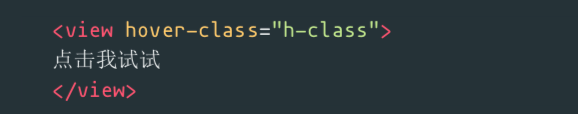 <view hover-class="h-class">
点击我试试
</view>